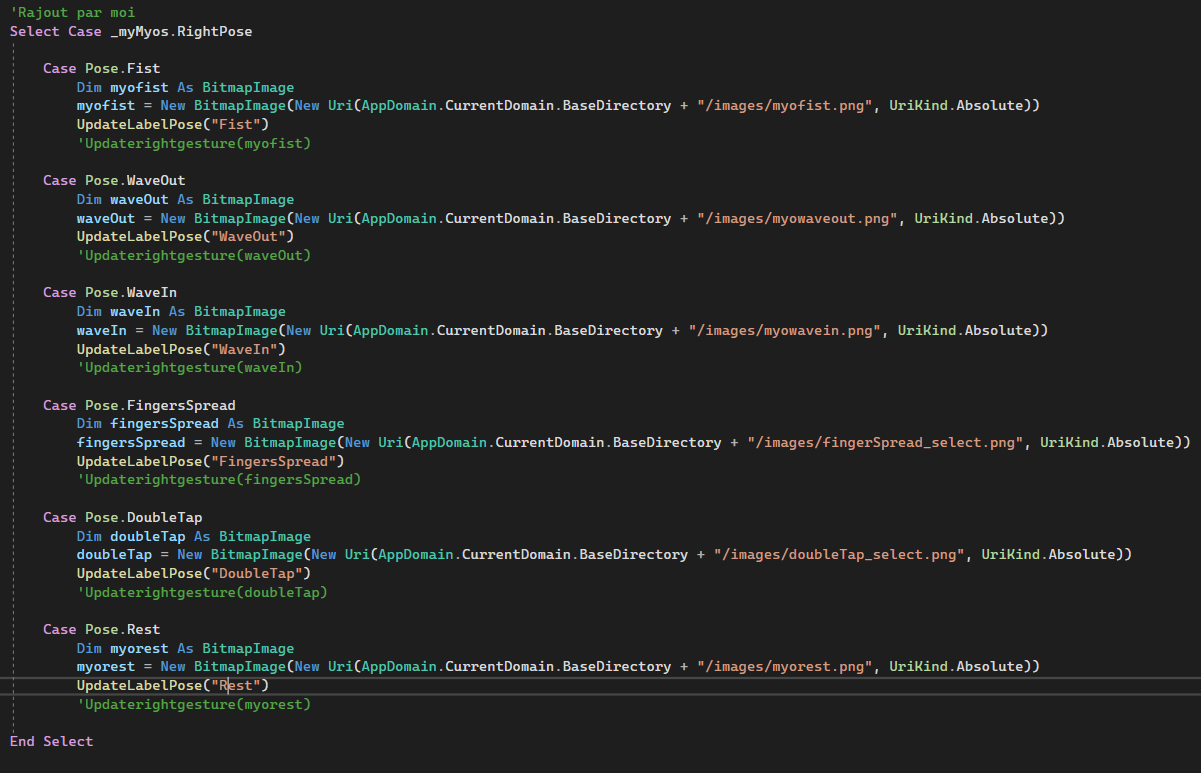 'Rajout par moi
Select Case _myMyos.RightPose
Case Pose.Fist
Dim myofist As BitmapImage
myofist = New BitmapImage(New Uri(AppDomain.CurrentDomain.BaseDirectory + "/images/myofist.png", UriKind.Absolute))
UpdateLabelPose("Fist")
'Updaterightgesture(myofist)
Case Pose.WaveOut
Dim waveOut As BitmapImage
waveOut = New BitmapImage(New Uri(AppDomain.CurrentDomain.BaseDirectory + "/images/myowaveout.png", UriKind.Absolute))
UpdateLabelPose("WaveOut")
'Updaterightgesture(waveOut)
Case Pose.WaveIn
Dim waveIn As BitmapImage
waveIn = New BitmapImage(New Uri(AppDomain.CurrentDomain.BaseDirectory + "/images/myowavein.png", UriKind.Absolute))
UpdateLabelPose("WaveIn")
'Updaterightgesture(waveIn)
Case Pose.FingersSpread
Dim fingersSpread As BitmapImage
fingersSpread = New BitmapImage(New Uri(AppDomain.CurrentDomain.BaseDirectory + "/images/fingerSpread_select.png", UriKind.Absolute))
UpdateLabelPose("FingersSpread")
'Updaterightgesture(fingersSpread)
Case Pose.DoubleTap
Dim doubleTap As BitmapImage
doubleTap = New BitmapImage(New Uri(AppDomain.CurrentDomain.BaseDirectory + "/images/doubleTap_select.png", UriKind.Absolute))
UpdateLabelPose("DoubleTap")
'Updaterightgesture(doubleTap)
Case Pose.Rest
Dim myorest As BitmapImage
myorest = New BitmapImage(New Uri(AppDomain.CurrentDomain.BaseDirectory + "/images/myorest.png", UriKind.Absolute))
UpdateLabelPose("Rest")
'Updaterightgesture(myorest)
End Select